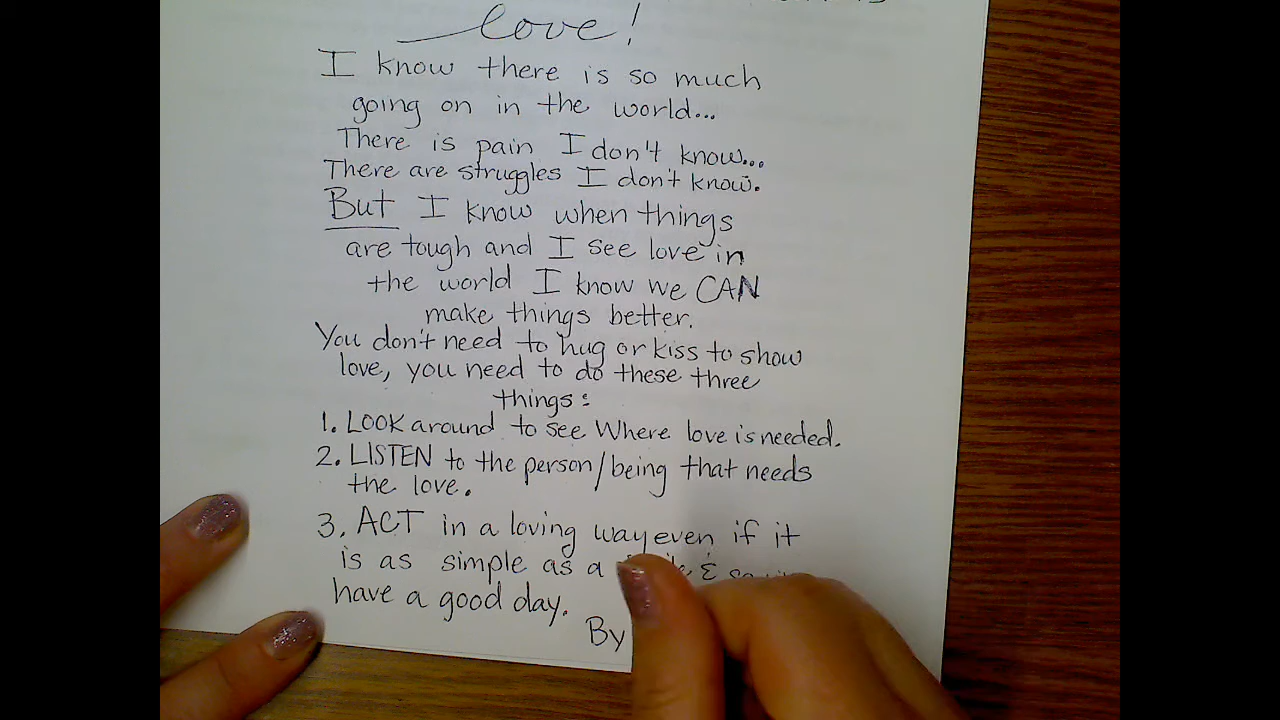 love!
I know there is so much
going on in the world...
There is pain I don't know...
There are struggles I don't know.
But I know when things
are tough and I see love in
the world I know we CAN
make things better.
You don't need to hug or kiss to show
love, you need to do these three
things:
1. LOOK around to see Where love is needed.
2. LISTEN to the person/being that needs
the love.
3. ACT in a loving way even if it
is as simple as a &
have a good day.
By